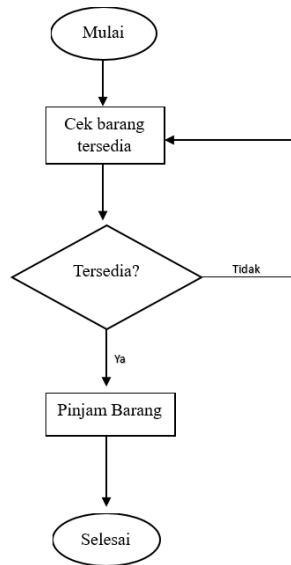 Mulai
Cek barang
tersedia
Tersedia?
Tidak
Ya
Pinjam Barang
Selesai